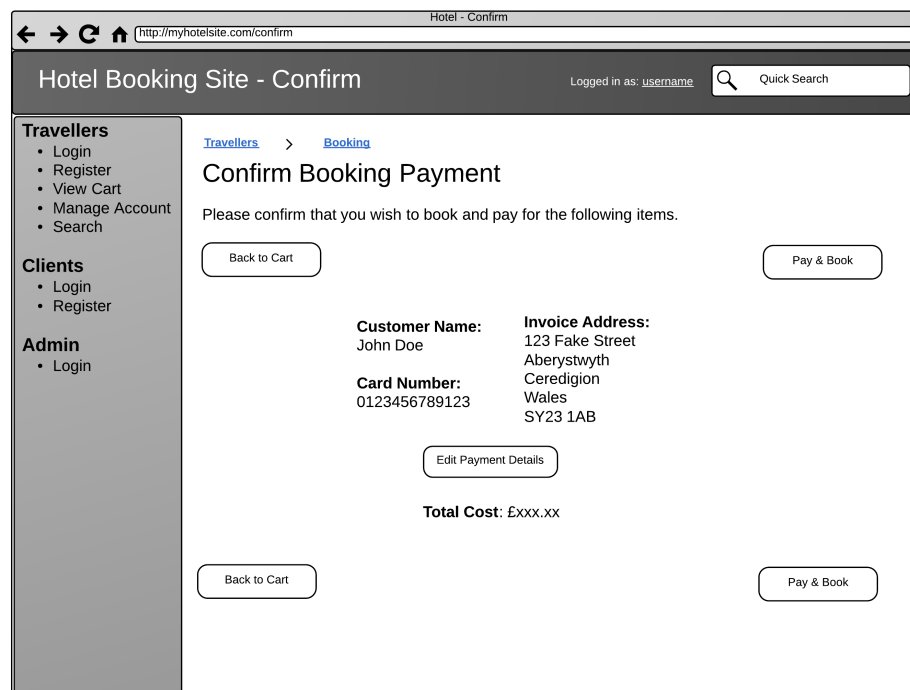 Hotel - Confirm
http://myhotelsite.com/confirm
Hotel Booking Site - Confirm
Logged in as: username
Quick Search
Travellers
• Login
• Register
• View Cart
• Manage Account
• Search
Clients
• Login
• Register
Admin
• Login
Travellers > Booking
Confirm Booking Payment
Please confirm that you wish to book and pay for the following items.
Back to Cart
Pay & Book
Customer Name:
John Doe
Card Number:
0123456789123
Invoice Address:
123 Fake Street
Aberystwyth
Ceredigion
Wales
SY23 1AB
Edit Payment Details
Total Cost: £xxx.xx
Back to Cart
Pay & Book